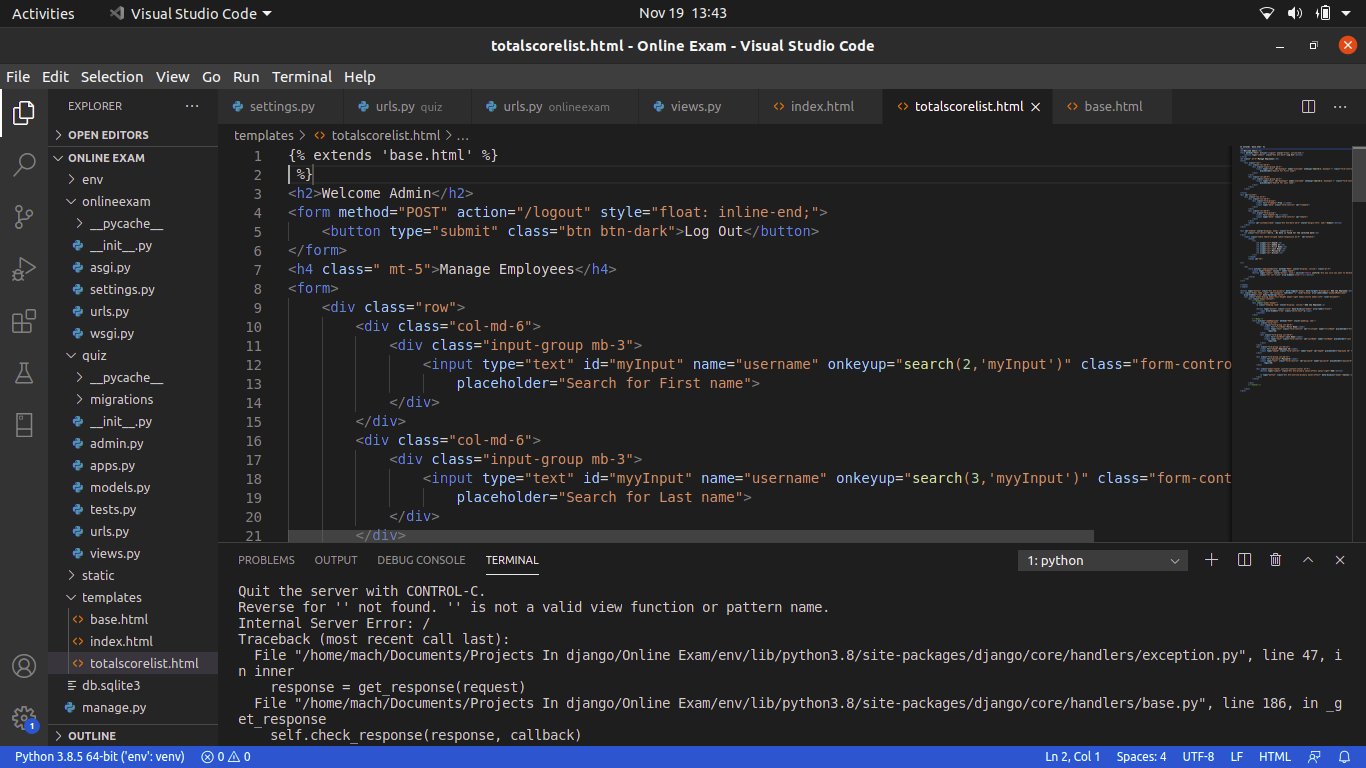 Activities
Visual Studio Code
Nov 19 13:43
totalscorelist.html - Online Exam - Visual Studio Code
File Edit Selection View Go Run Terminal Help
EXPLORER
settings.py
urls.py quiz
urls.py onlineexam
views.py
index.html
totalscorelist.html
base.html
OPEN EDITORS
ONLINE EXAM
env
onlineexam
__pycache__
__init__.py
asgi.py
settings.py
urls.py
wsgi.py
quiz
__pycache__
migrations
__init__.py
admin.py
apps.py
models.py
tests.py
urls.py
views.py
static
templates
base.html
index.html
totalscorelist.html
db.sqlite3
manage.py
OUTLINE
templates > totalscorelist.html > ...
1 {% extends 'base.html' %}
2 %}
3 <h2>Welcome Admin</h2>
4 <form method="POST" action="/logout" style="float: inline-end;">
5 <button type="submit" class="btn btn-dark">Log Out</button>
6 </form>
7 <h4 class=" mt-5">Manage Employees</h4>
8 <form>
9 <div class="row">
10 <div class="col-md-6">
11 <div class="input-group mb-3">
12 <input type="text" id="myInput" name="username" onkeyup="search(2,'myInput')" class="form-contro
13 placeholder="Search for First name">
14 </div>
15 </div>
16 <div class="col-md-6">
17 <div class="input-group mb-3">
18 <input type="text" id="myyInput" name="username" onkeyup="search(3,'myyInput')" class="form-cont
19 placeholder="Search for Last name">
20 </div>
21 </div>
PROBLEMS OUTPUT DEBUG CONSOLE TERMINAL
1: python
Quit the server with CONTROL-C.
Reverse for '' not found. '' is not a valid view function or pattern name.
Internal Server Error: /
Traceback (most recent call last):
File "/home/mach/Documents/Projects In django/Online Exam/env/lib/python3.8/site-packages/django/core/handlers/exception.py", line 47, i
n inner
response = get_response(request)
File "/home/mach/Documents/Projects In django/Online Exam/env/lib/python3.8/site-packages/django/core/handlers/base.py", line 186, in _g
et_response
self.check_response(response, callback)
1
Python 3.8.5 64-bit ('env': venv)
0 0
Ln 2, Col 1
Spaces: 4
UTF-8
LF
HTML